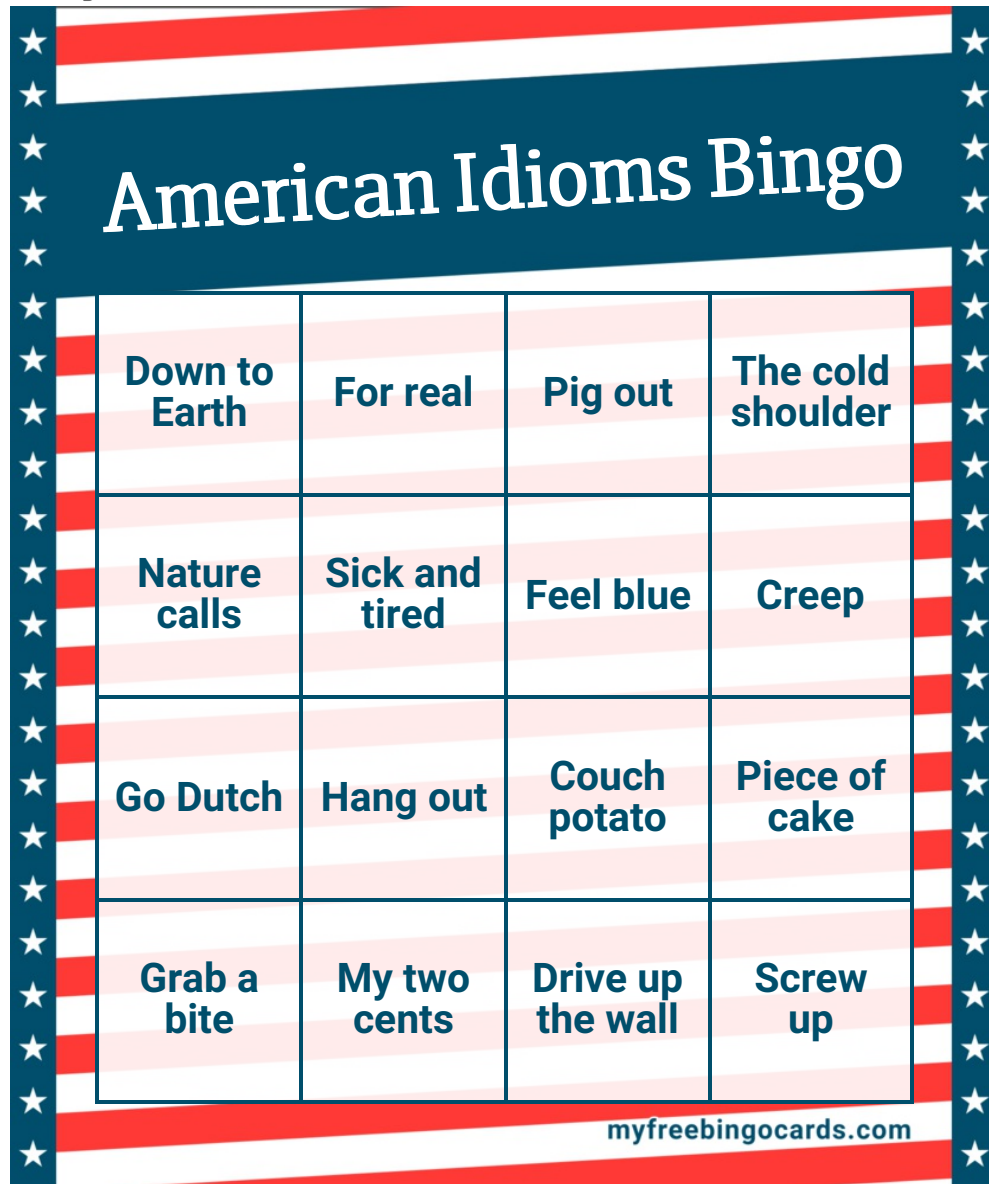 American Idioms Bingo
Down to
Earth
For real
Pig out
The cold
shoulder
Nature
calls
Sick and
tired
Feel blue
Creep
Go Dutch
Hang out
Couch
potato
Piece of
cake
Grab a
bite
My two
cents
Drive up
the wall
Screw
up
myfreebingocards.com